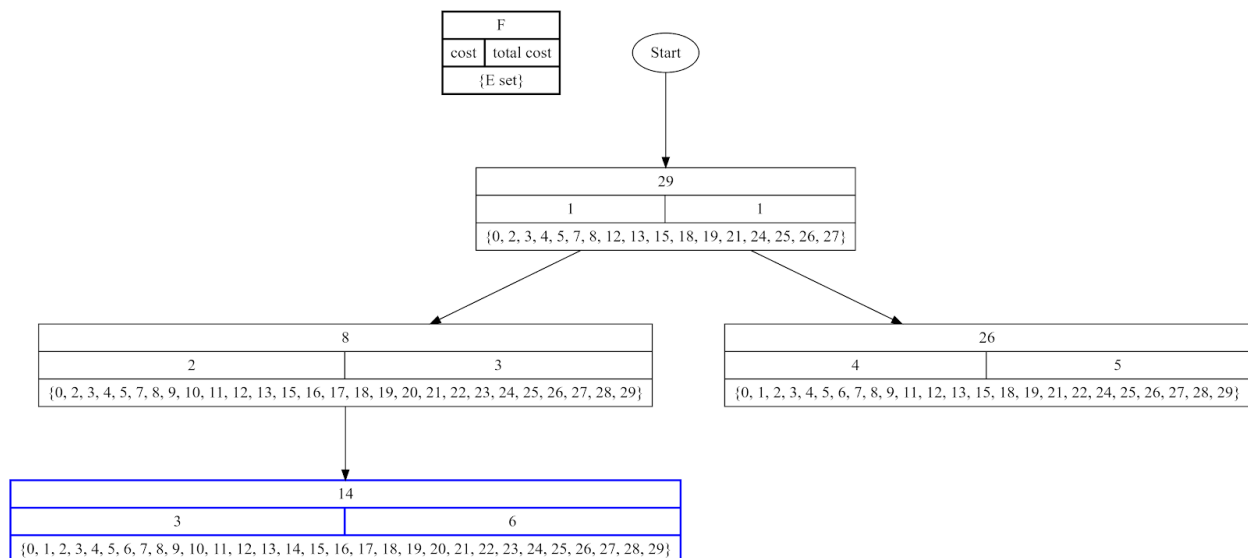 F
cost total cost
{E set}
Start
29
1 1
{0, 2, 3, 4, 5, 7, 8, 12, 13, 15, 18, 19, 21, 24, 25, 26, 27}
8
2 3
{0, 2, 3, 4, 5, 7, 8, 9, 10, 11, 12, 13, 15, 16, 17, 18, 19, 20, 21, 22, 23, 24, 25, 26, 27, 28, 29}
26
4 5
{0, 1, 2, 3, 4, 5, 6, 7, 8, 9, 11, 12, 13, 15, 18, 19, 21, 22, 24, 25, 26, 27, 28, 29}
14
3 6
{0, 1, 2, 3, 4, 5, 6, 7, 8, 9, 10, 11, 12, 13, 14, 15, 16, 17, 18, 19, 20, 21, 22, 23, 24, 25, 26, 27, 28, 29}